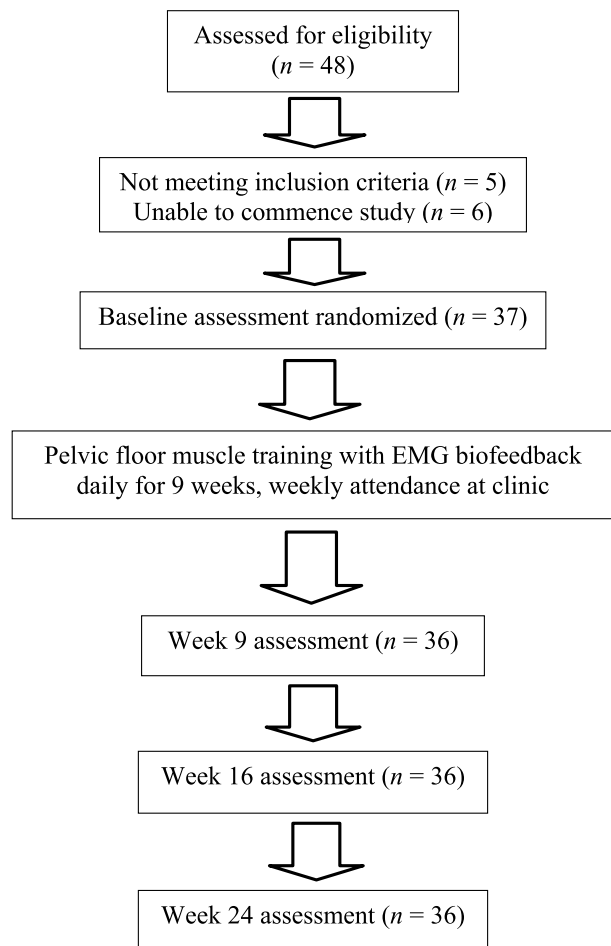 Assessed for eligibility
(n = 48)
Not meeting inclusion criteria (n = 5)
Unable to commence study (n = 6)
Baseline assessment randomized (n = 37)
Pelvic floor muscle training with EMG biofeedback
daily for 9 weeks, weekly attendance at clinic
Week 9 assessment (n = 36)
Week 16 assessment (n = 36)
Week 24 assessment (n = 36)